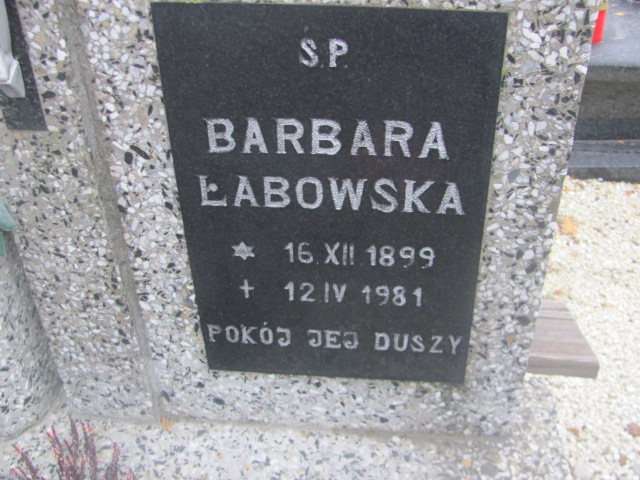 Ś.P.
BARBARA
ŁABOWSKA
✶ 16.XII.1899
+ 12.IV 1981
POKÓJ JEJ DUSZY